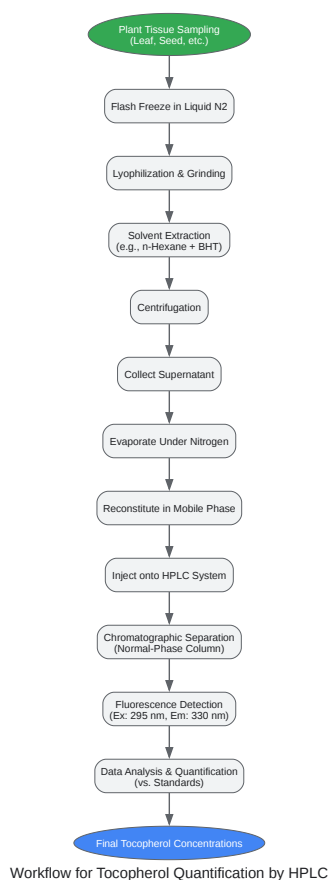 Plant Tissue Sampling
(Leaf, Seed, etc.)
Flash Freeze in Liquid N2
Lyophilization & Grinding
Solvent Extraction
(e.g., n-Hexane + BHT)
Centrifugation
Collect Supernatant
Evaporate Under Nitrogen
Reconstitute in Mobile Phase
Inject onto HPLC System
Chromatographic Separation
(Normal-Phase Column)
Fluorescence Detection
(Ex: 295 nm, Em: 330 nm)
Data Analysis & Quantification
(vs. Standards)
Final Tocopherol Concentrations
Workflow for Tocopherol Quantification by HPLC